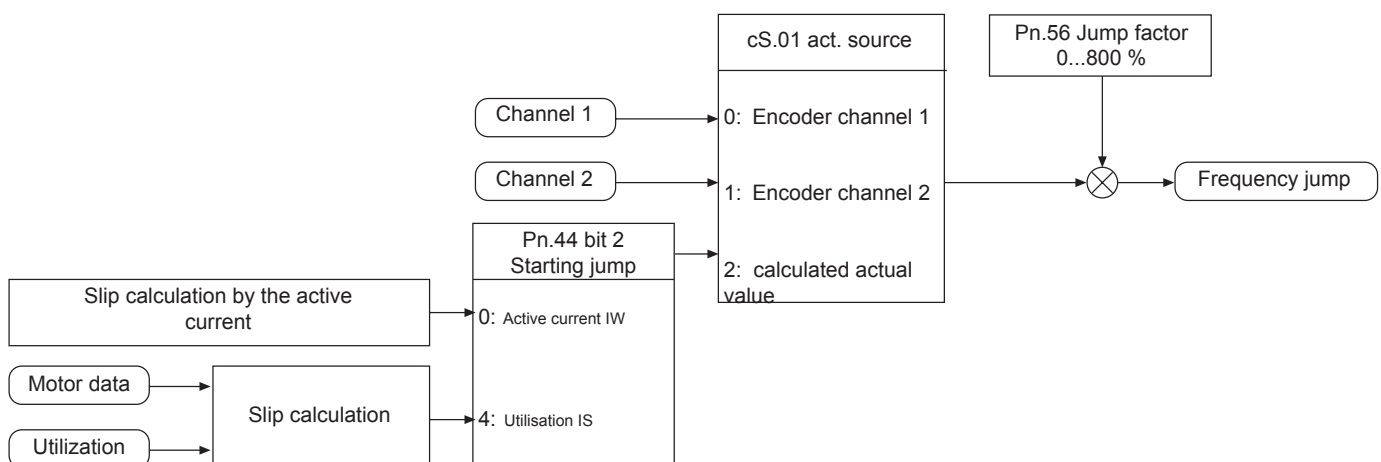 cS.01 act. source
Pn.56 Jump factor
0...800 %
Channel 1
0: Encoder channel 1
Channel 2
1: Encoder channel 2
Frequency jump
Pn.44 bit 2
Starting jump
2: calculated actual
value
Slip calculation by the active
current
0: Active current IW
Motor data
Slip calculation
4: Utilisation IS
Utilization